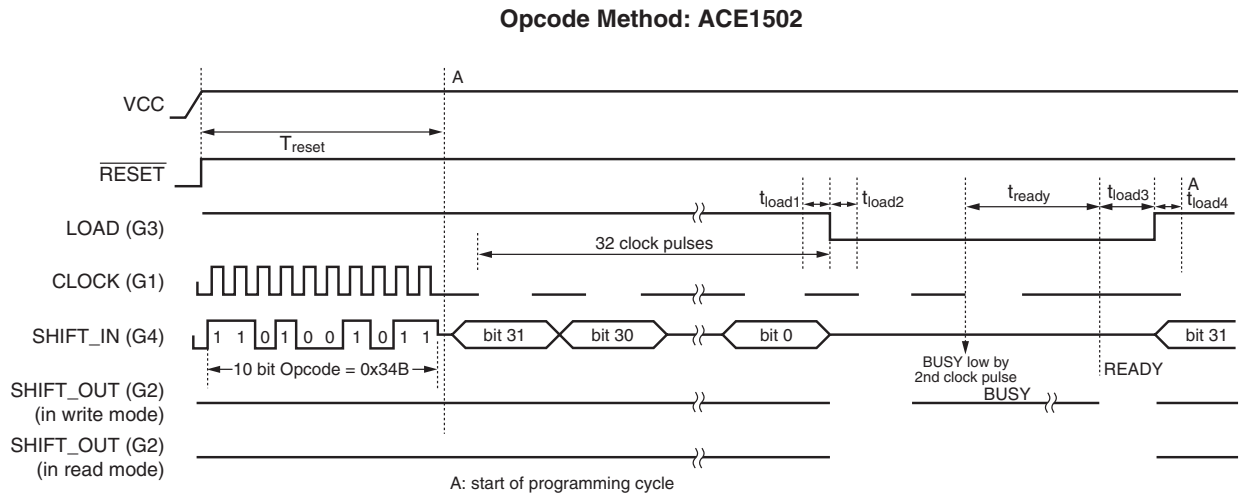 Opcode Method: ACE1502
A
VCC
Treset
RESET
A
tload1
tload2
tready
tload3
tload4
LOAD (G3)
32 clock pulses
CLOCK (G1)
SHIFT_IN (G4)
1 1 0 1 0 0 1 0 1 1
bit 31
bit 30
bit 0
bit 31
10 bit Opcode = 0x34B
BUSY low by
2nd clock pulse
READY
SHIFT_OUT (G2)
(in write mode)
BUSY
SHIFT_OUT (G2)
(in read mode)
A: start of programming cycle